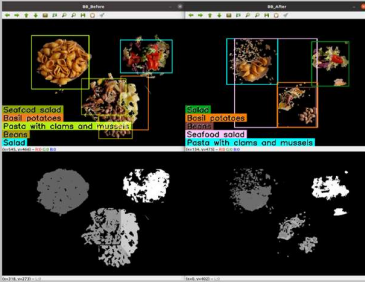 BB_Before
BB_After
Seafood salad
Basil potatoes
Pasta with clams and mussels
Beans
Salad
Salad
Basil potatoes
Beans
Seafood salad
Pasta with clams and mussels